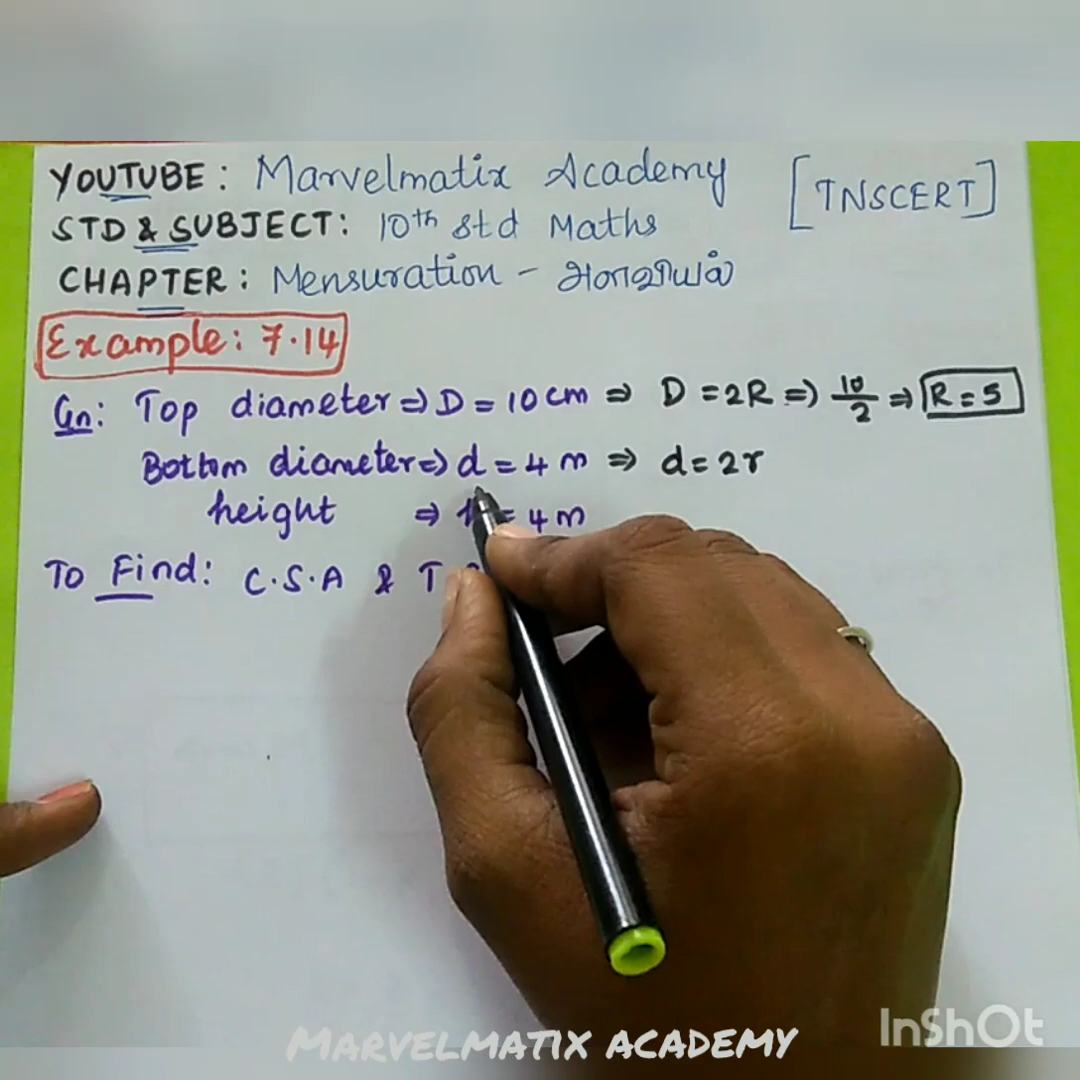 YOUTUBE: Marvelmatix Academy [TNSCERT]
STD & SUBJECT: 10th Std Maths
CHAPTER: Mensuration - அளவியல்
Example: 7.14
Gn: Top diameter ⇒ D = 10 cm ⇒ D = 2R ⇒ 10/2 ⇒ R = 5
Bottom diameter ⇒ d = 4 m ⇒ d = 2r
height ⇒ = 4 m
To Find: C.S.A & T
MARVELMATIX ACADEMY
InShOt